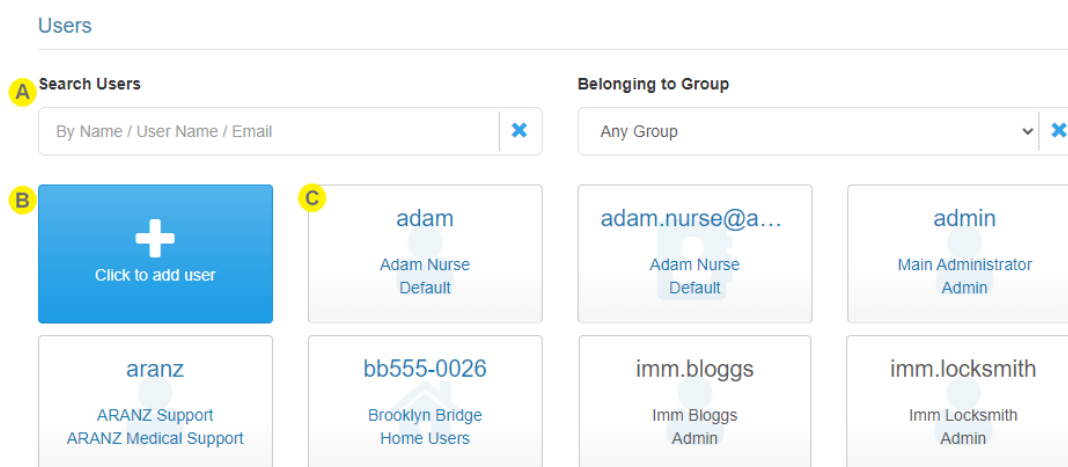 Users
A Search Users
By Name / User Name / Email
Belonging to Group
Any Group
B
Click to add user
C
adam
Adam Nurse
Default
adam.nurse@a...
Adam Nurse
Default
admin
Main Administrator
Admin
aranz
ARANZ Support
ARANZ Medical Support
bb555-0026
Brooklyn Bridge
Home Users
imm.bloggs
Imm Bloggs
Admin
imm.locksmith
Imm Locksmith
Admin